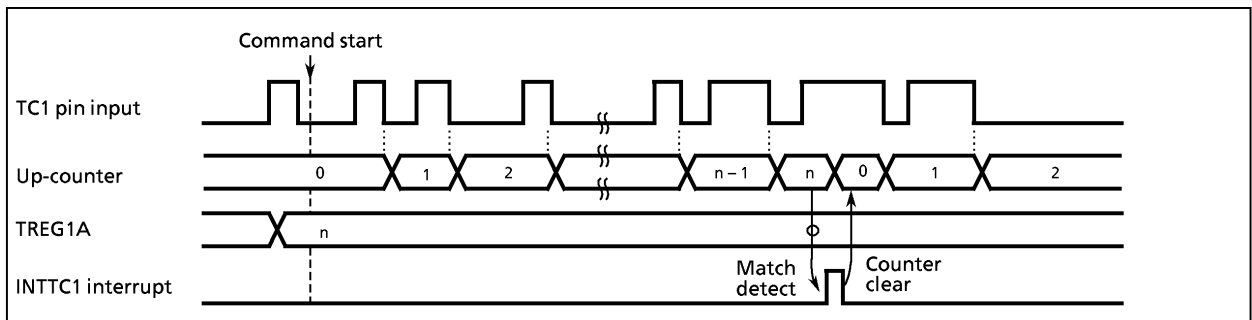 Command start
TC1 pin input
Up-counter 0 1 2 n – 1 n 0 1 2
TREG1A n
Match detect
Counter clear
INTTC1 interrupt